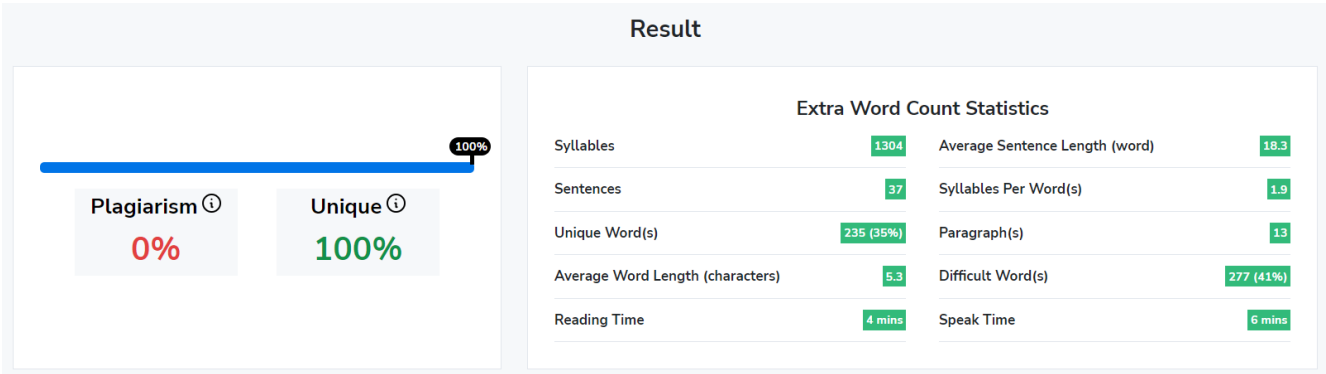 Result
100%
Plagiarism
0%
Unique
100%
Extra Word Count Statistics
Syllables 1304
Average Sentence Length (word) 18.3
Sentences 37
Syllables Per Word(s) 1.9
Unique Word(s) 235 (35%)
Paragraph(s) 13
Average Word Length (characters) 5.3
Difficult Word(s) 277 (41%)
Reading Time 4 mins
Speak Time 6 mins